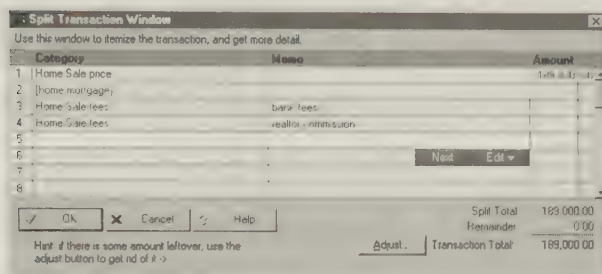 Split Transaction Window
Use this window to itemize the transaction, and get more detail.
Category Memo Amount
1 Home Sale price
2 [home mortgage]
3 Home Sale fees bank fees
4 Home Sale fees realtor
5
6
7
8
Next Edit
OK Cancel Help
Split Total 189,000.00
Remainder 0.00
Hint: if there is some amount leftover, use the
adjust button to get rid of it ->
Adjust. Transaction Total: 189,000.00